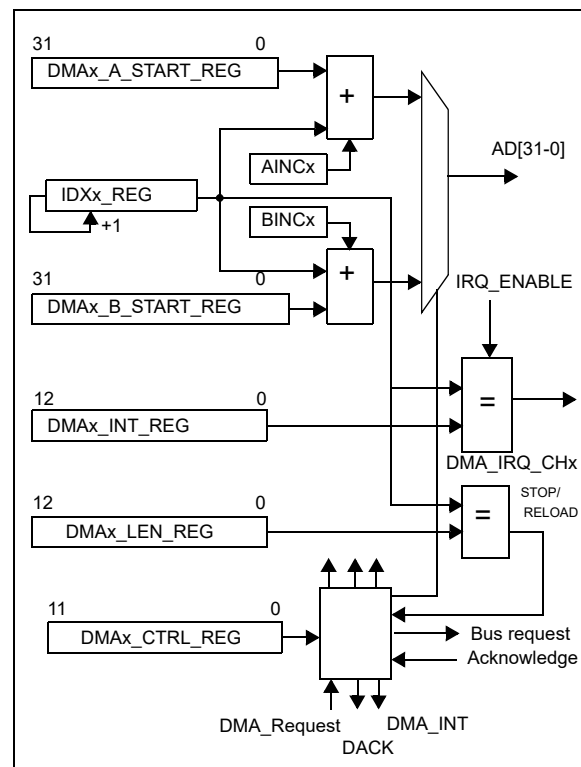 31 0
DMAx_A_START_REG
+
AD[31-0]
AINCx
IDXx_REG
+1
BINCx
31 0
+
DMAx_B_START_REG
IRQ_ENABLE
12 0
=
DMAx_INT_REG
DMA_IRQ_CHx
12 0
STOP/
RELOAD
=
DMAx_LEN_REG
11 0
DMAx_CTRL_REG
Bus request
Acknowledge
DMA_Request
DMA_INT
DACK